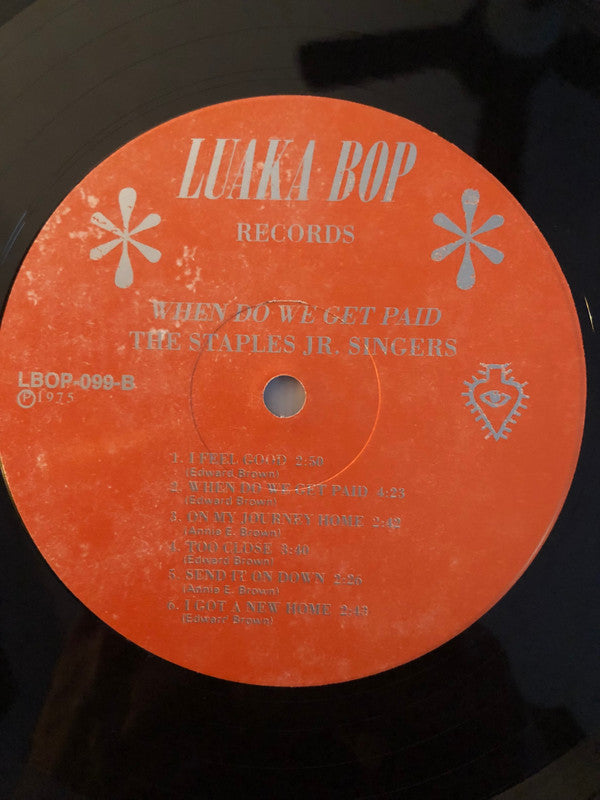 LUAKA BOP
RECORDS
WHEN DO WE GET PAID
THE STAPLES JR. SINGERS
LBOP-099-B
Ⓟ1975
1. I FEEL GOOD 2:50
(Edward Brown)
2. WHEN DO WE GET PAID 4:23
(Edward Brown)
3. ON MY JOURNEY HOME 2:42
(Annie E. Brown)
4. TOO CLOSE 3:40
(Edward Brown)
5. SEND IT ON DOWN 2:26
(Annie E. Brown)
6. I GOT A NEW HOME 2:43
(Edward Brown)